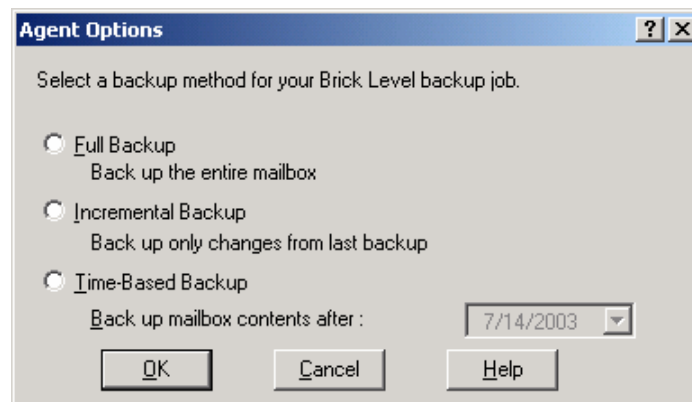 Agent Options
Select a backup method for your Brick Level backup job.
Full Backup
Back up the entire mailbox
Incremental Backup
Back up only changes from last backup
Time-Based Backup
Back up mailbox contents after : 7/14/2003
OK Cancel Help